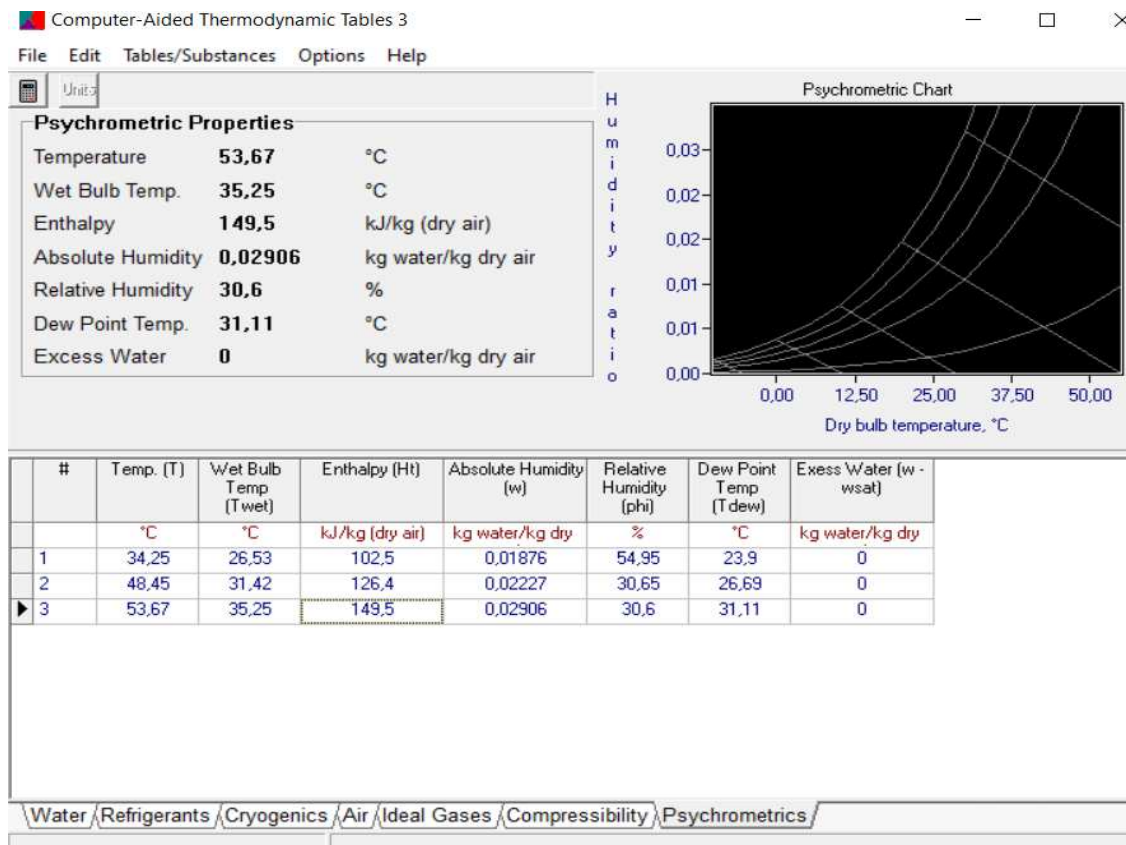 Computer-Aided Thermodynamic Tables 3
File Edit Tables/Substances Options Help
Units
Psychrometric Properties
Temperature 53,67 °C
Wet Bulb Temp. 35,25 °C
Enthalpy 149,5 kJ/kg (dry air)
Absolute Humidity 0,02906 kg water/kg dry air
Relative Humidity 30,6 %
Dew Point Temp. 31,11 °C
Excess Water 0 kg water/kg dry air
Psychrometric Chart
Humidity ratio
0,03
0,02
0,02
0,01
0,01
0,00
0,00 12,50 25,00 37,50 50,00
Dry bulb temperature, °C
# Temp. (T) Wet Bulb Temp (Twet) Enthalpy (Ht) Absolute Humidity (w) Relative Humidity (phi) Dew Point Temp (Tdew) Exess Water (w - wsat)
°C °C kJ/kg (dry air) kg water/kg dry % °C kg water/kg dry
1 34,25 26,53 102,5 0,01876 54,95 23,9 0
2 48,45 31,42 126,4 0,02227 30,65 26,69 0
3 53,67 35,25 149,5 0,02906 30,6 31,11 0
Water Refrigerants Cryogenics Air Ideal Gases Compressibility Psychrometrics